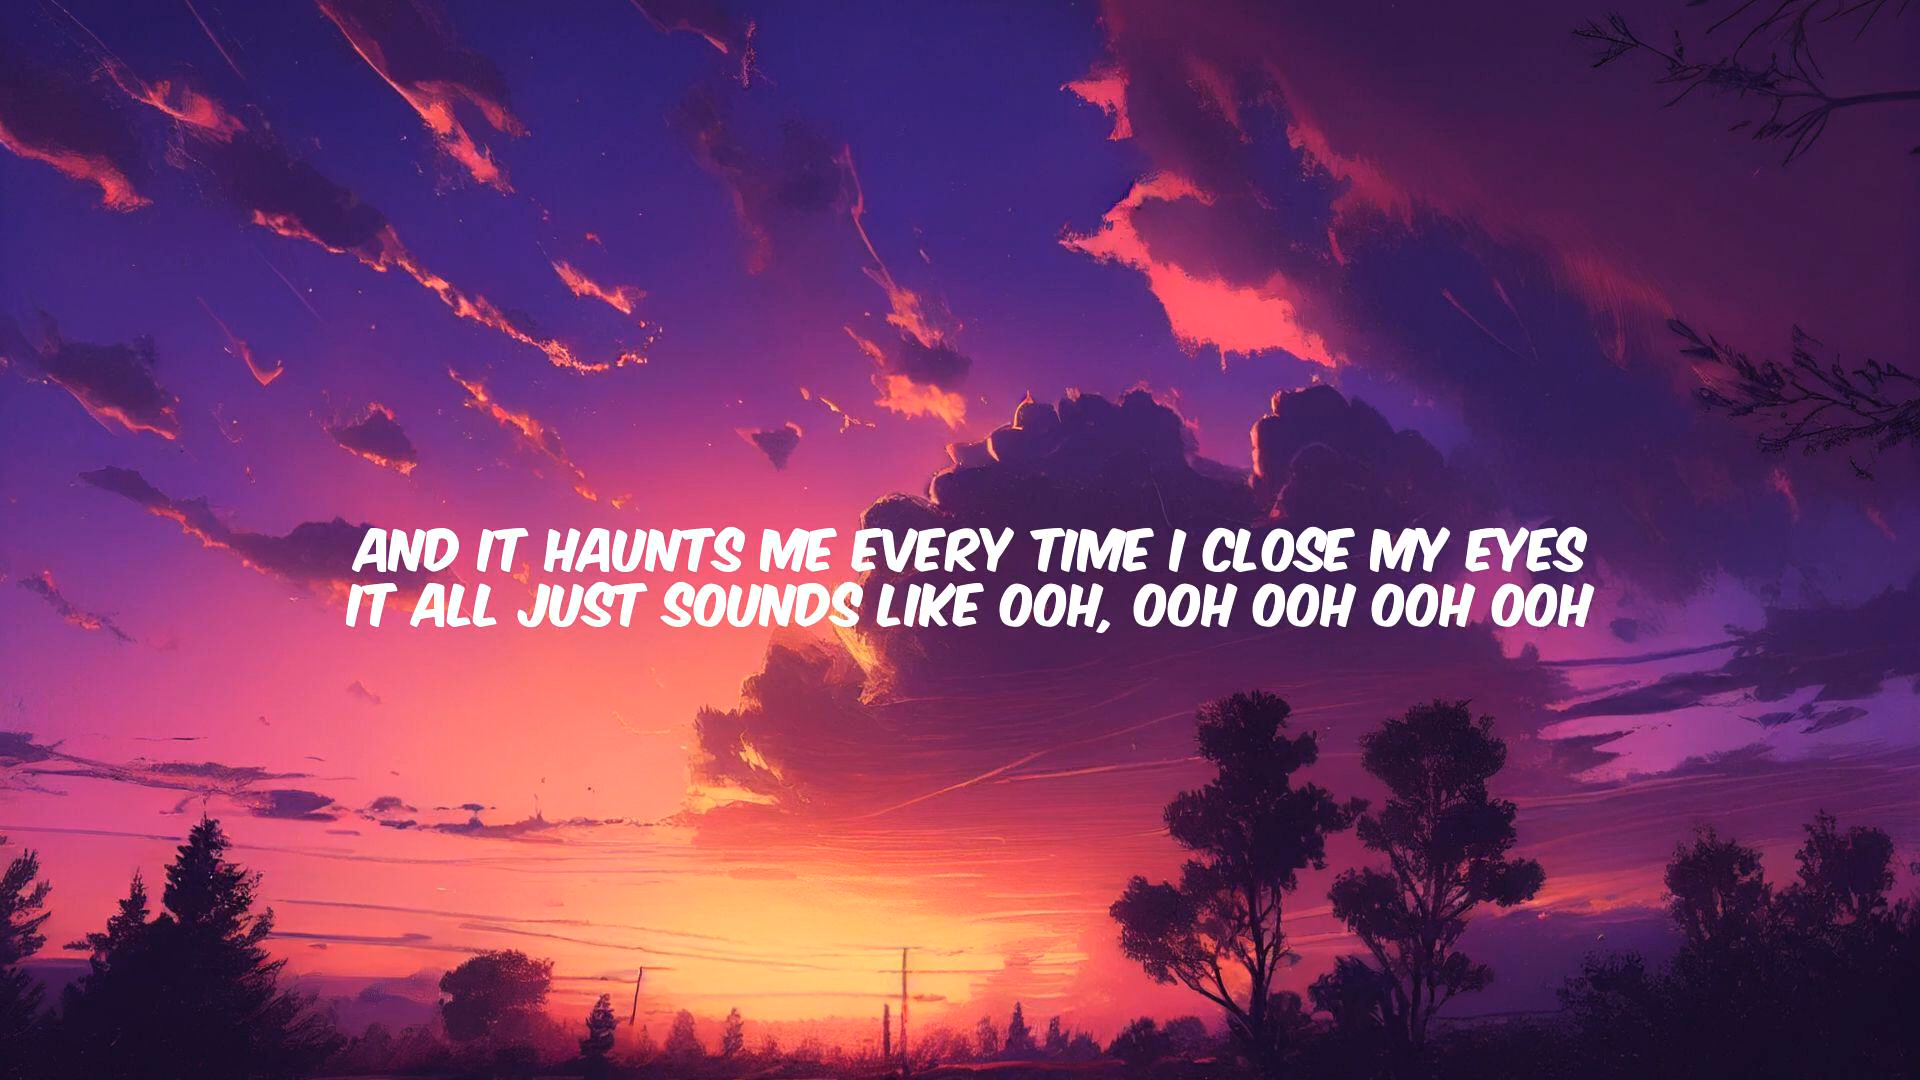 AND IT HAUNTS ME EVERY TIME I CLOSE MY EYES
IT ALL JUST SOUNDS LIKE OOH, OOH OOH OOH OOH